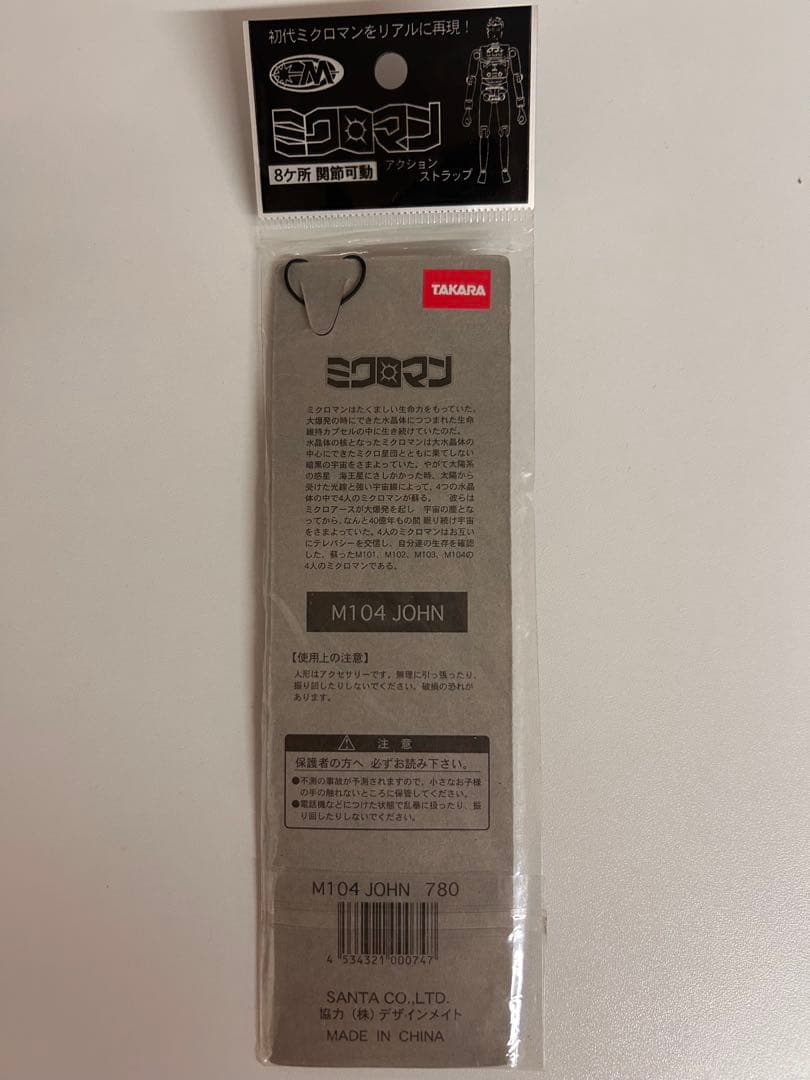 初代ミクロマンをリアルに再現!
M
ミクロマン
8ケ所 関節可動
アクション
ストラップ
TAKARA
ミクロマン
ミクロマンはたくましい生命力をもっていた。
大爆発の時にできた水晶体につつまれた生命
維持カプセルの中に生き続けていたのだ。
水晶体の核となったミクロマンは大水晶体の
中心にできたミクロ星団とともに果てしない
暗黒の宇宙をさまよっていた。やがて太陽系
の惑星 海王星にさしかかった時、太陽から
受けた光線と強い宇宙線によって、4つの水晶
体の中で4人のミクロマンが蘇る。 彼らは
ミクロアースが大爆発を起し 宇宙の塵と
なってから、なんと40億年もの間 眠り続け宇宙
をさまよっていた。4人のミクロマンはお互い
にテレパシーを交信し、自分達の生存を確認
した、蘇ったM101、M102、M103、M104の
4人のミクロマンである。
M104 JOHN
【使用上の注意】
人形はアクセサリーです。無理に引っ張ったり、
振り回したりしないでください。破損の恐れが
あります。
注 意
保護者の方へ 必ずお読み下さい。
●不測の事故が予測されますので、小さなお子様
の手の触れないところに保管してください。
●電話機などにつけた状態で乱暴に扱ったり、振
り回したりしないでください。
M104 JOHN 780
4 534321 000747
SANTA CO.,LTD.
協力(株)デザインメイト
MADE IN CHINA